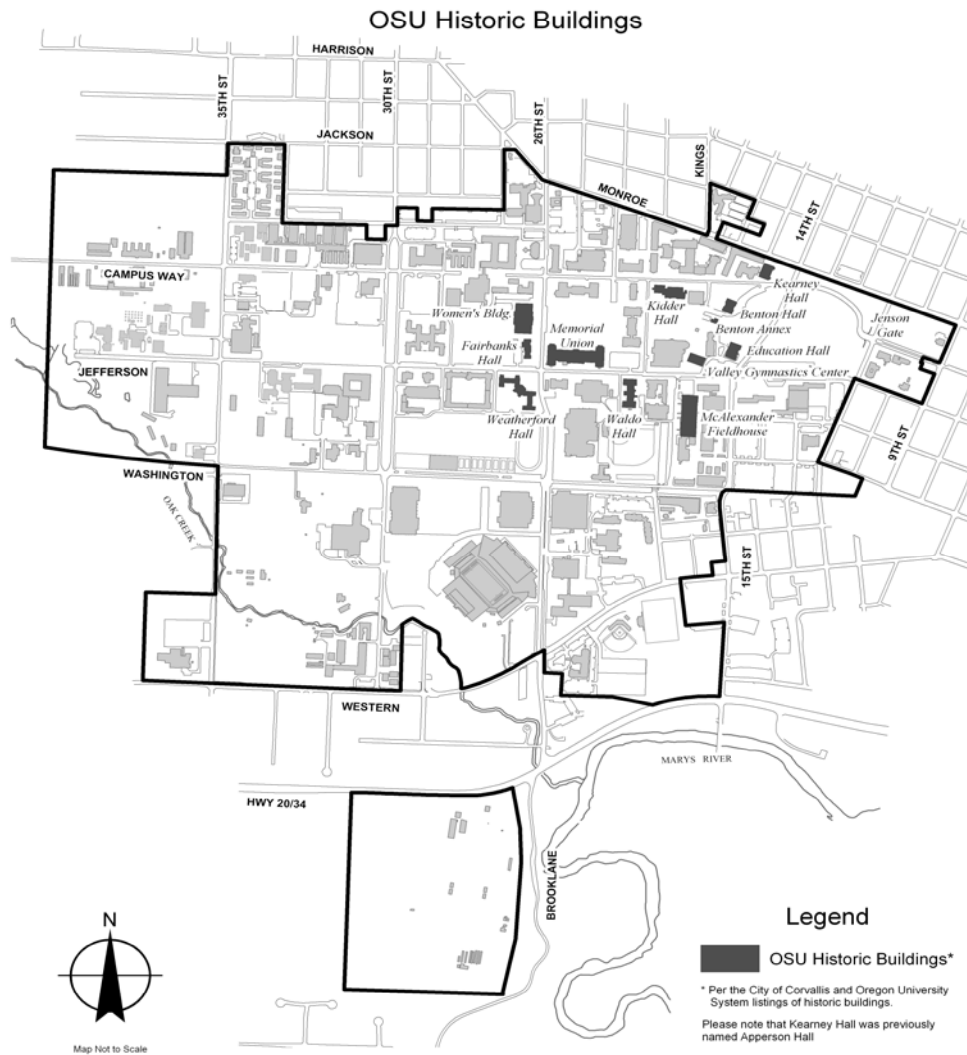 OSU Historic Buildings
HARRISON
35TH ST
30TH ST
26TH ST
JACKSON
KINGS
MONROE
14TH ST
CAMPUS WAY
Kearney
Hall
Kidder
Hall
Benton Hall
Women's Bldg.
Memorial
Union
Benton Annex
Jenson
Gate
Fairbanks
Hall
Education Hall
JEFFERSON
Valley Gymnastics Center
Weatherford
Hall
Waldo
Hall
McAlexander
Fieldhouse
9TH ST
WASHINGTON
OAK CREEK
15TH ST
WESTERN
MARYS RIVER
HWY 20/34
BROOKLANE
N
Map Not to Scale
Legend
OSU Historic Buildings*
* Per the City of Corvallis and Oregon University
System listings of historic buildings.
Please note that Kearney Hall was previously
named Apperson Hall